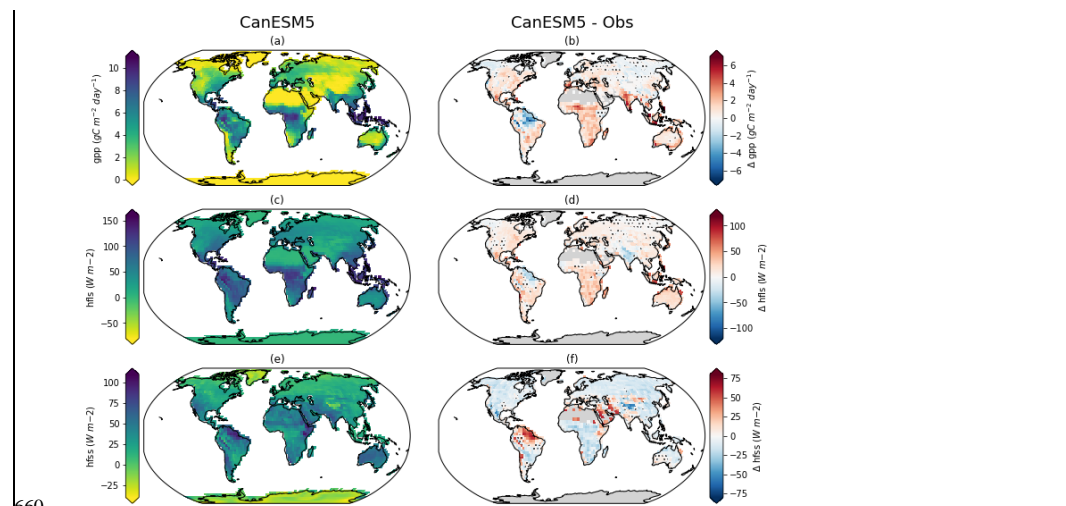 CanESM5
CanESM5 - Obs
(a)
(b)
10
8
6
4
2
0
gpp (gC m⁻² day⁻¹)
6
4
2
0
−2
−4
−6
Δ gpp (gC m⁻² day⁻¹)
(c)
(d)
150
100
50
0
−50
hfls (W m−2)
100
50
0
−50
−100
Δ hfls (W m−2)
(e)
(f)
100
75
50
25
0
−25
hfss (W m−2)
75
50
25
0
−25
−50
−75
Δ hfss (W m−2)